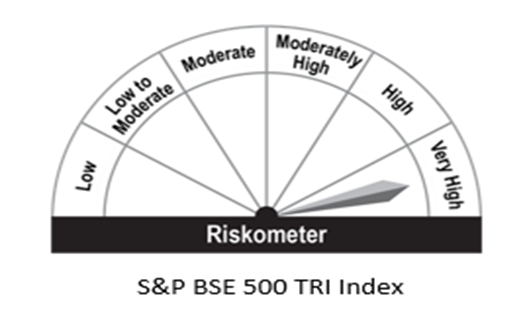 Low
Low to
Moderate
Moderate
Moderately
High
High
Very High
Riskometer
S&P BSE 500 TRI Index